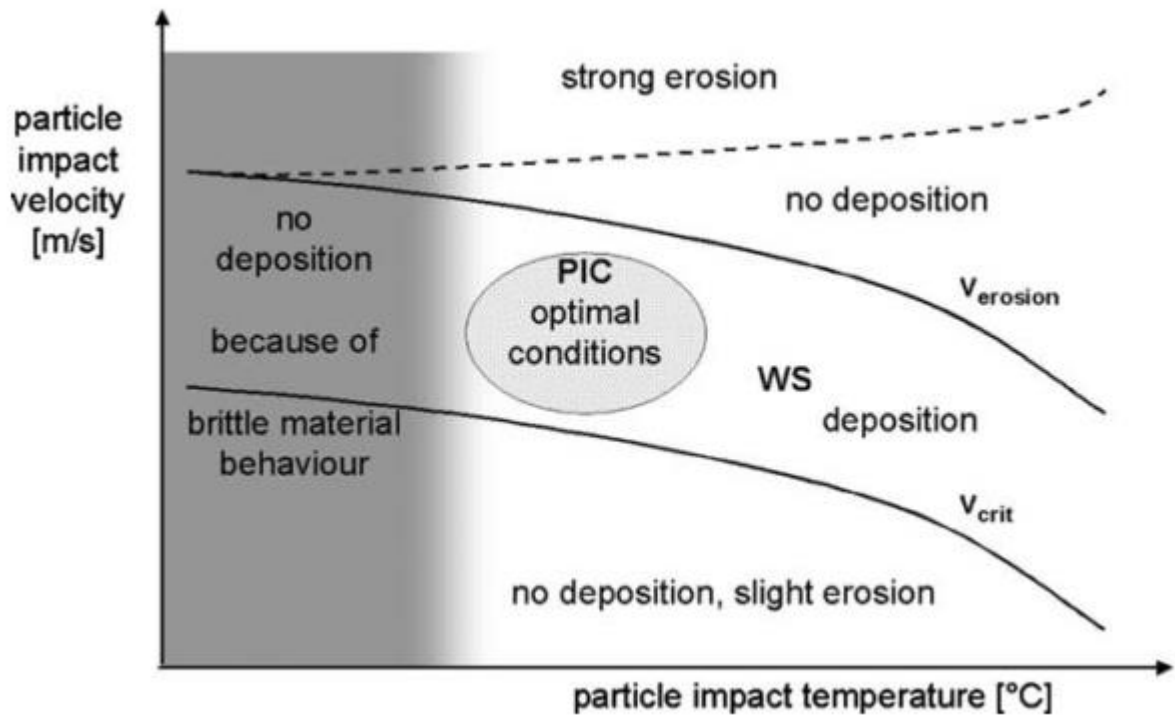 particle
impact
velocity
[m/s]
strong erosion
no deposition
no
deposition
because of
brittle material
behaviour
PIC
optimal
conditions
WS
deposition
Verosion
Vcrit
no deposition, slight erosion
particle impact temperature [°C]